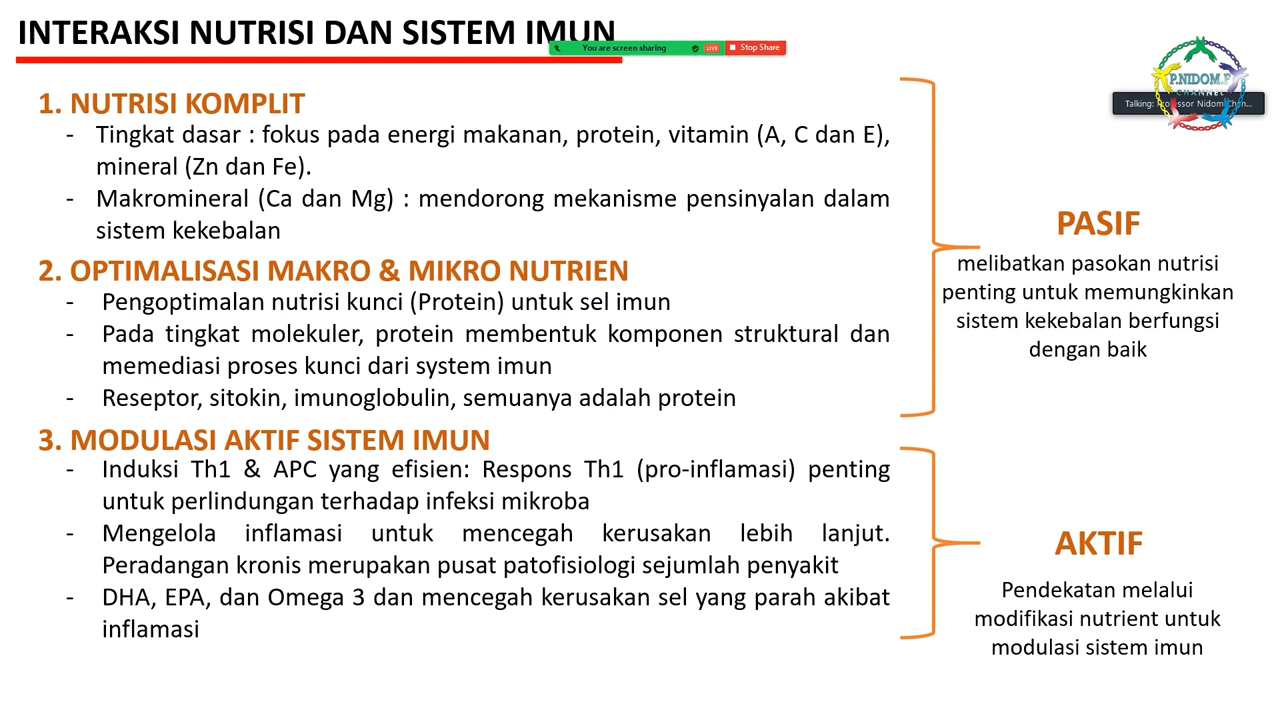 INTERAKSI NUTRISI DAN SISTEM IMUN
You are screen sharing
LIVE
Stop Share
P.NIDOM.F
CHANNEL
1. NUTRISI KOMPLIT
- Tingkat dasar : fokus pada energi makanan, protein, vitamin (A, C dan E),
mineral (Zn dan Fe).
- Makromineral (Ca dan Mg) : mendorong mekanisme pensinyalan dalam
sistem kekebalan
2. OPTIMALISASI MAKRO & MIKRO NUTRIEN
- Pengoptimalan nutrisi kunci (Protein) untuk sel imun
- Pada tingkat molekuler, protein membentuk komponen struktural dan
memediasi proses kunci dari system imun
- Reseptor, sitokin, imunoglobulin, semuanya adalah protein
PASIF
melibatkan pasokan nutrisi
penting untuk memungkinkan
sistem kekebalan berfungsi
dengan baik
3. MODULASI AKTIF SISTEM IMUN
- Induksi Th1 & APC yang efisien: Respons Th1 (pro-inflamasi) penting
untuk perlindungan terhadap infeksi mikroba
- Mengelola inflamasi untuk mencegah kerusakan lebih lanjut.
Peradangan kronis merupakan pusat patofisiologi sejumlah penyakit
- DHA, EPA, dan Omega 3 dan mencegah kerusakan sel yang parah akibat
inflamasi
AKTIF
Pendekatan melalui
modifikasi nutrient untuk
modulasi sistem imun